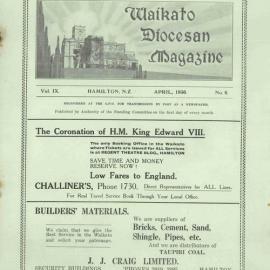 Waikato
Diocesan
Magazine
Vol. IX. HAMILTON, N.Z. APRIL, 1936 No. 6
REGISTERED AT THE G.P.O. FOR TRANSMISSION BY POST AS A NEWSPAPER.
Published by Authority of the Standing Committee on the first day of every month.
The Coronation of H.M. King Edward VIII.
The only Booking Office in the Waikato
where Tickets are issued for ALL Services
is at REGENT THEATRE BLDG., HAMILTON
SAVE TIME AND MONEY
RESERVE NOW!
Low Fares to England.
CHALLINER'S, Phone 1730. Direct Representatives for ALL Lines.
For Real Travel Service Book Through Your Local Office.
BUILDERS' MATERIALS.
We claim that we give the
Best Service in the Waikato
and solicit your patronage.
We are suppliers of
Bricks, Cement, Sand,
Shingle, Pipes, etc.
And we are distributors of
TAUPIRI COAL.
J. J. CRAIG LIMITED.
SECURITY BUILDINGS HAMILTON